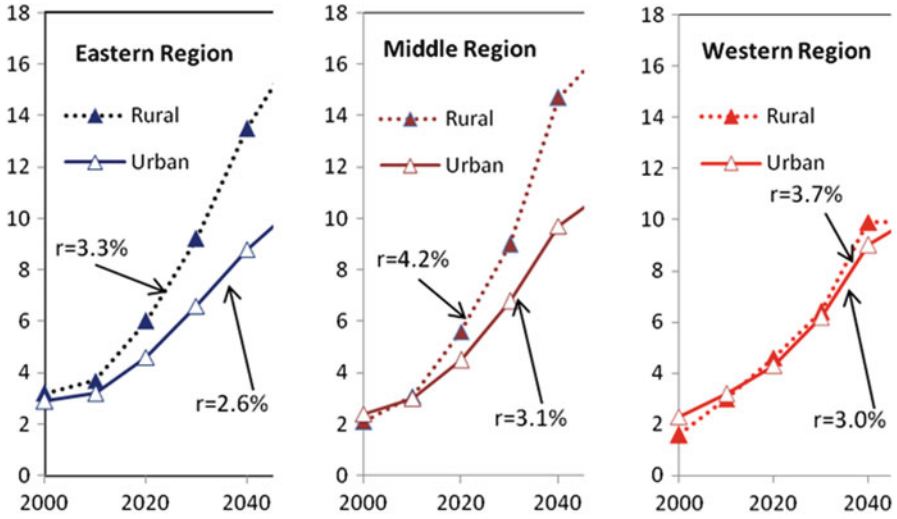 Eastern Region
18
16
14
12
10
8
6
4
2
0
Rural
Urban
r=3.3%
r=2.6%
2000 2020 2040
Middle Region
18
16
14
12
10
8
6
4
2
0
Rural
Urban
r=4.2%
r=3.1%
2000 2020 2040
Western Region
18
16
14
12
10
8
6
4
2
0
Rural
Urban
r=3.7%
r=3.0%
2000 2020 2040